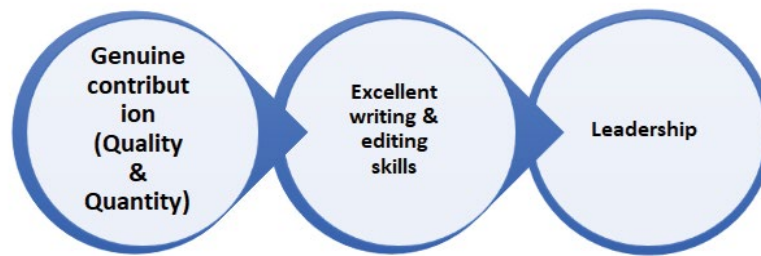 Genuine
contribut
ion
(Quality
&
Quantity)
Excellent
writing &
editing
skills
Leadership